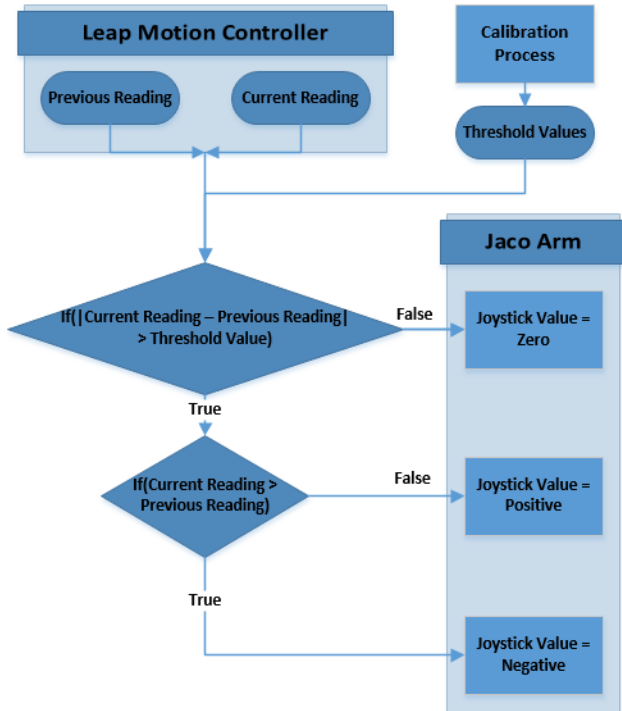 Leap Motion Controller
Previous Reading
Current Reading
Calibration
Process
Threshold Values
Jaco Arm
If(|Current Reading – Previous Reading|
> Threshold Value)
False
Joystick Value =
Zero
True
If(Current Reading >
Previous Reading)
False
Joystick Value =
Positive
True
Joystick Value =
Negative